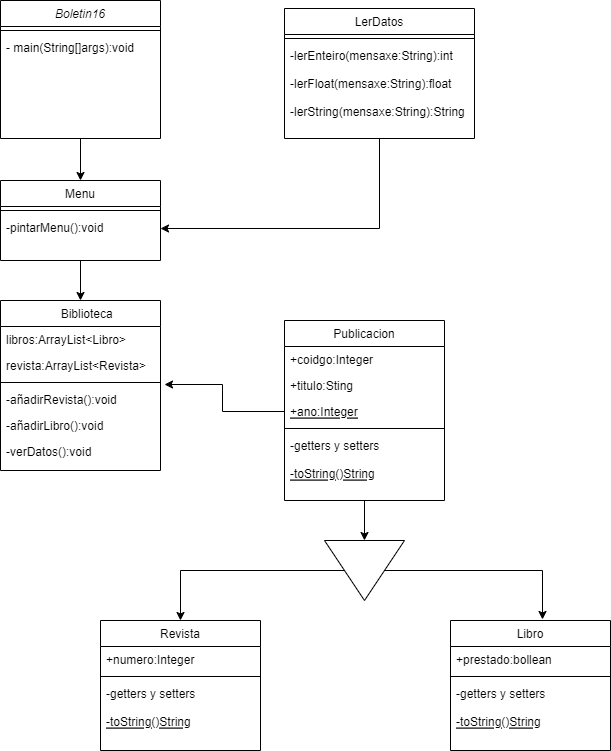 Boletin16
- main(String[]args):void
LerDatos
-lerEnteiro(mensaxe:String):int
-lerFloat(mensaxe:String):float
-lerString(mensaxe:String):String
Menu
-pintarMenu():void
Biblioteca
libros:ArrayList<Libro>
revista:ArrayList<Revista>
-añadirRevista():void
-añadirLibro():void
-verDatos():void
Publicacion
+coidgo:Integer
+titulo:Sting
+ano:Integer
-getters y setters
-toString()String
Revista
+numero:Integer
-getters y setters
-toString()String
Libro
+prestado:bollean
-getters y setters
-toString()String